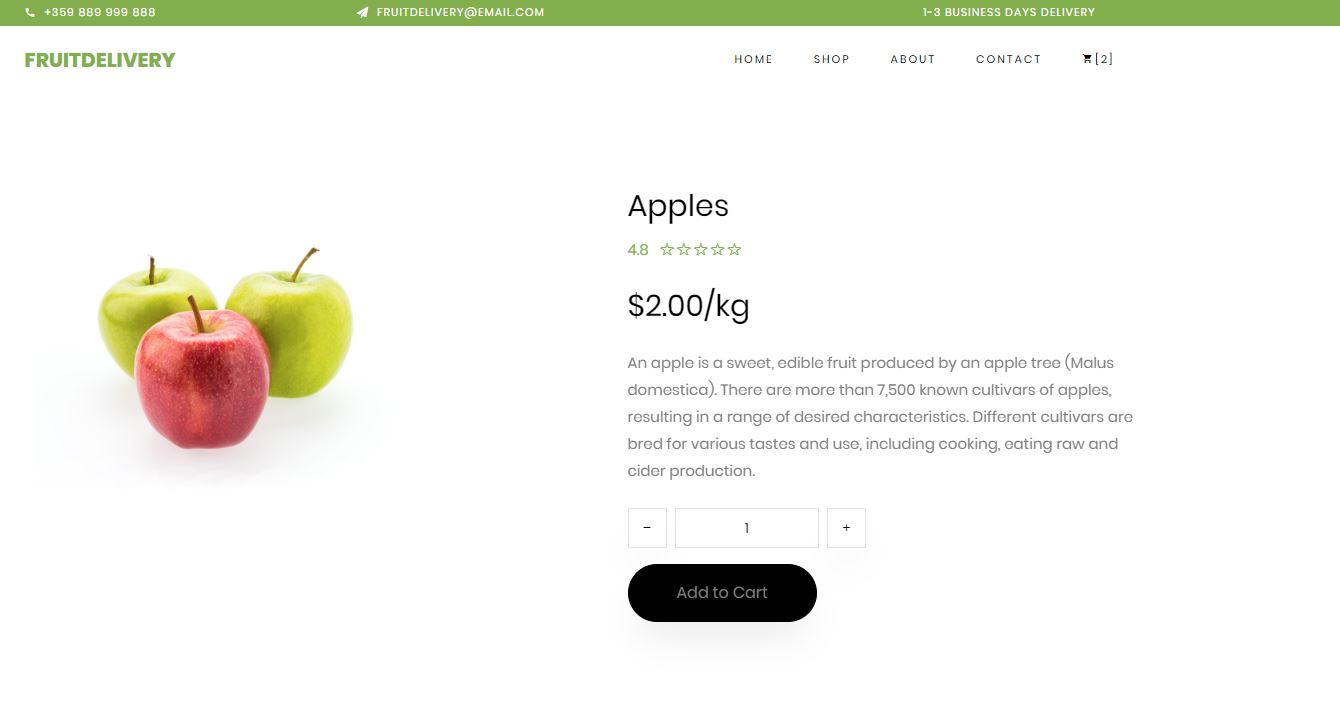 +359 889 999 888 FRUITDELIVERY@EMAIL.COM 1-3 BUSINESS DAYS DELIVERY
FRUITDELIVERY HOME SHOP ABOUT CONTACT [2]
Apples
4.8 ☆☆☆☆☆
$2.00/kg
An apple is a sweet, edible fruit produced by an apple tree (Malus
domestica). There are more than 7,500 known cultivars of apples,
resulting in a range of desired characteristics. Different cultivars are
bred for various tastes and use, including cooking, eating raw and
cider production.
− 1 +
Add to Cart